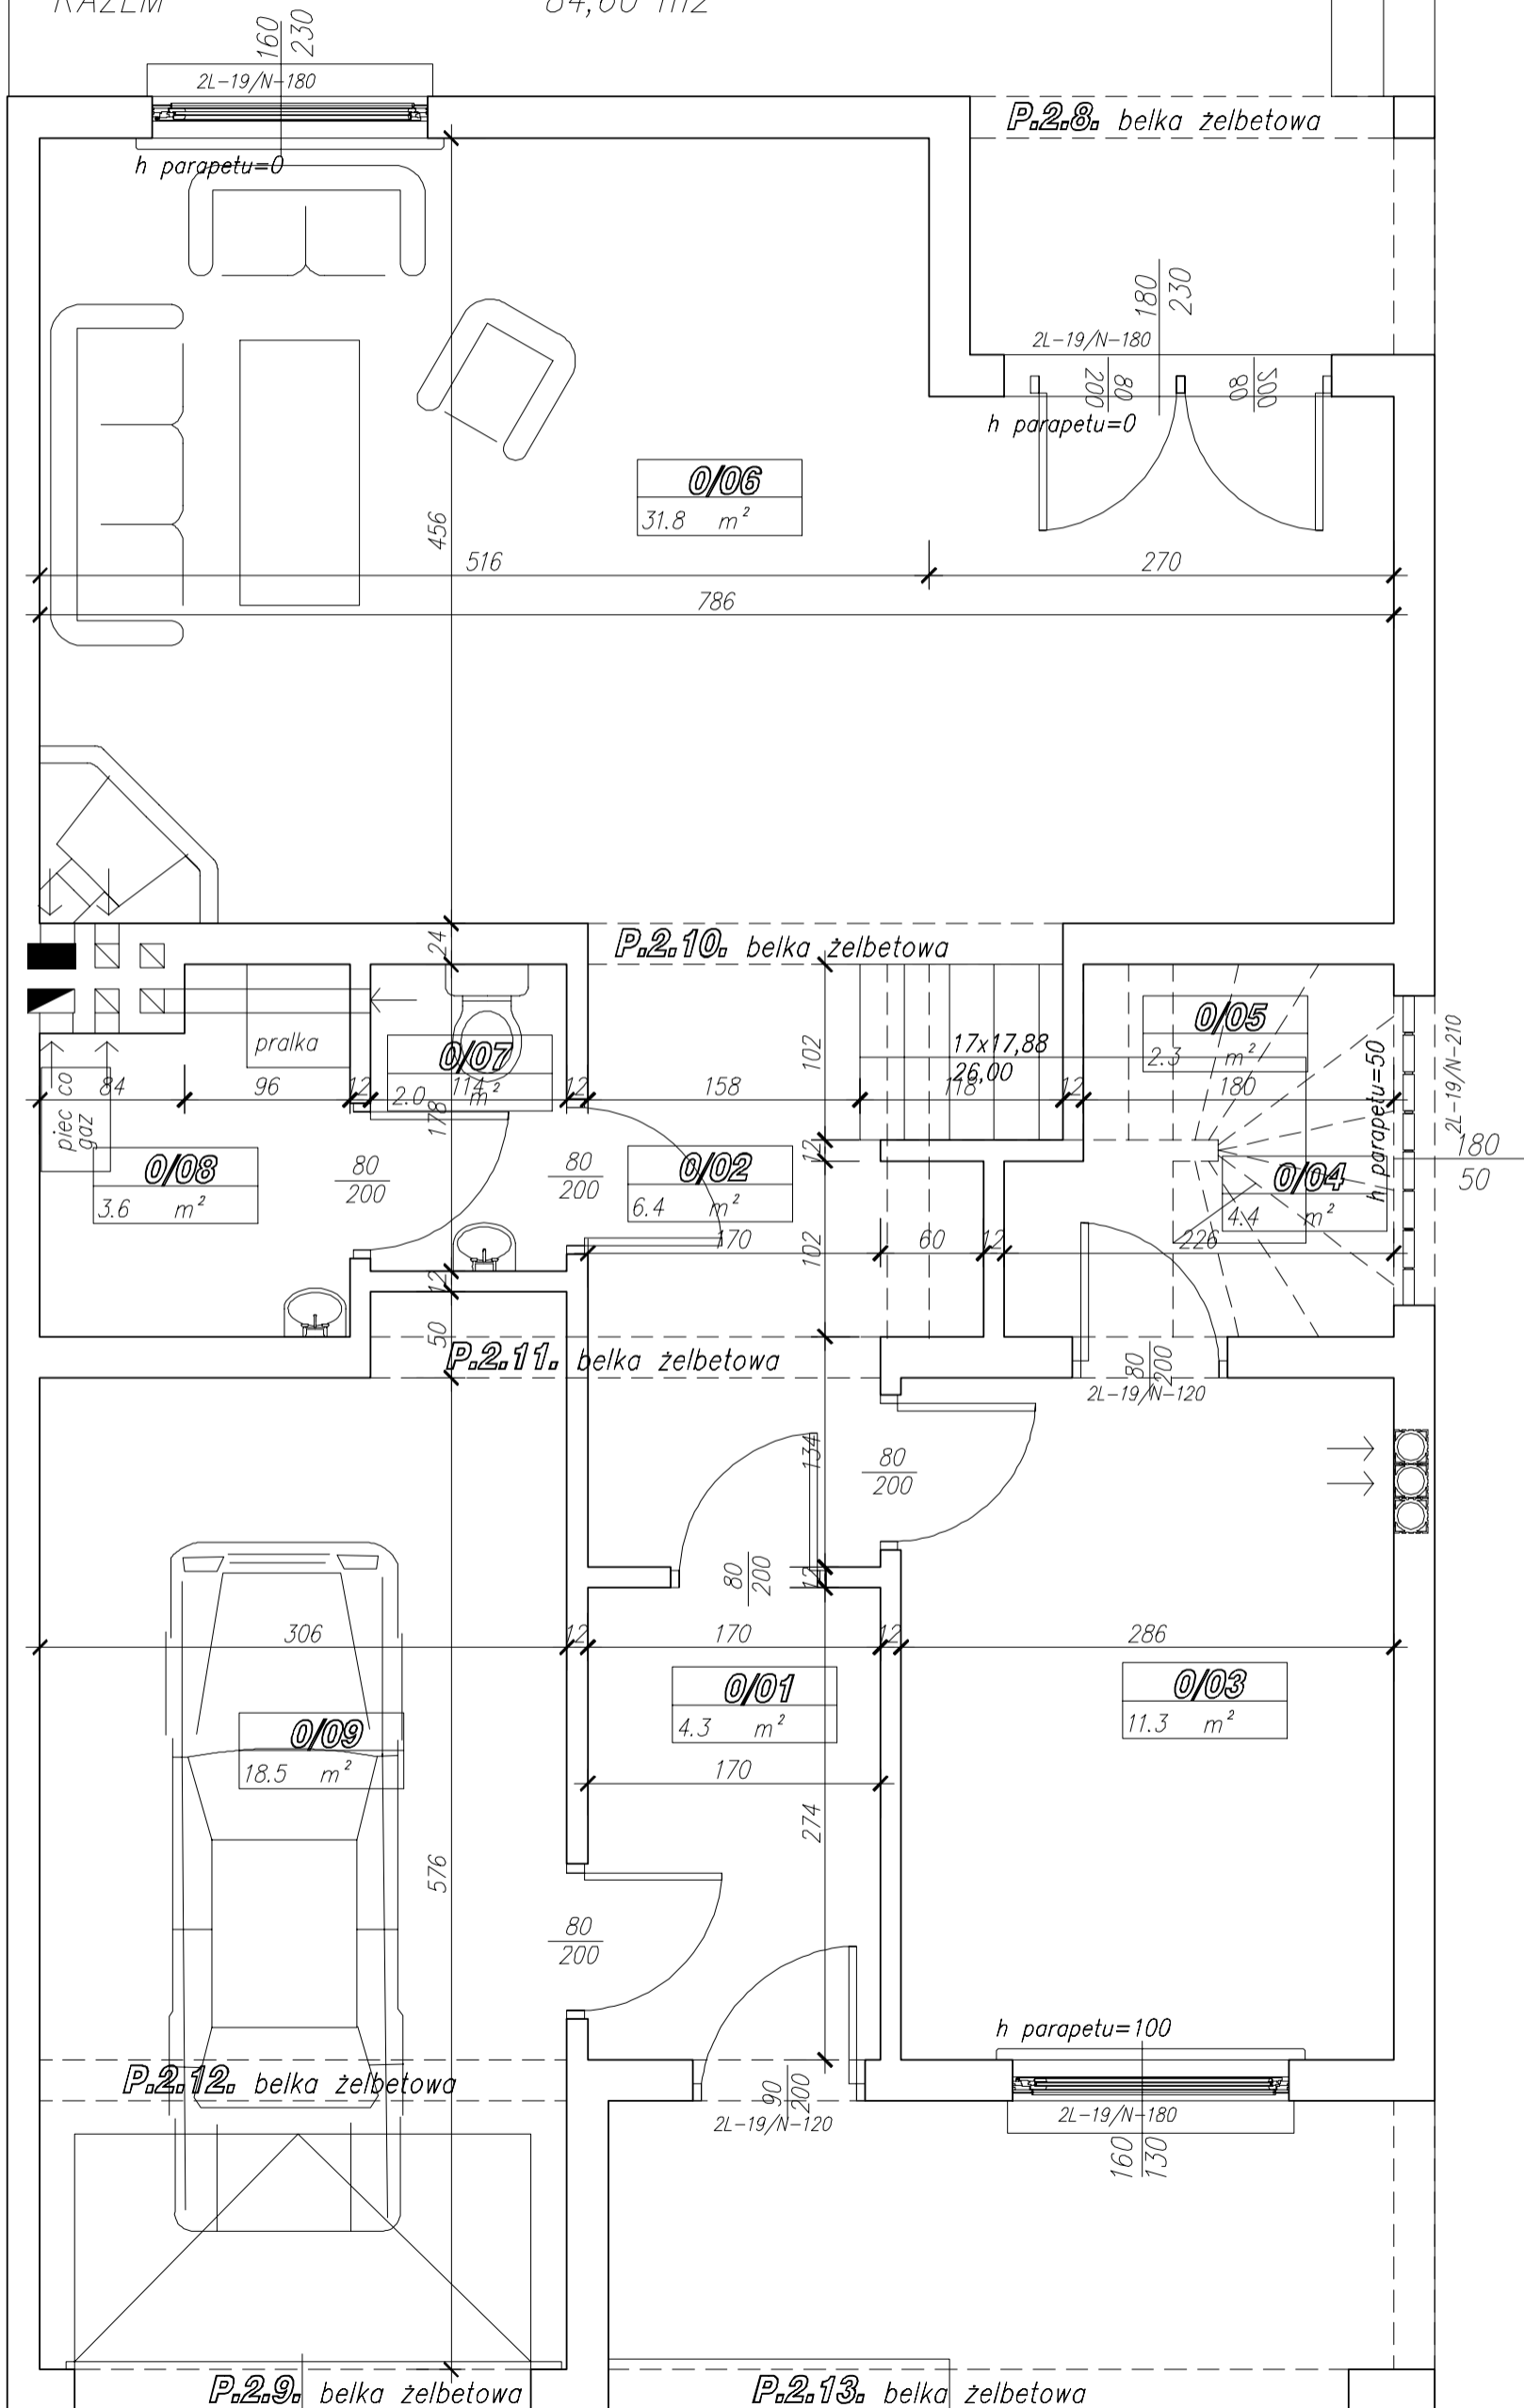 RAZEM 84,60 m2
160
230
2L-19/N-180
P.2.8. belka żelbetowa
h parapetu=0
180
230
2L-19/N-180
80
200
80
200
h parapetu=0
0/06
31.8 m²
456
516
270
786
24
P.2.10. belka żelbetowa
102
17x17,88
26,00
0/05
2.3 m²
2L-19/N-210
h parapetu=50
pralka
0/07
2.0 m²
piec co
gaz
84
96
12
114
12
158
118
12
180
178
12
180
50
0/08
3.6 m²
80
200
80
200
0/02
6.4 m²
0/04
4.4 m²
170
60
12
226
102
12
50
P.2.11. belka żelbetowa
80
200
2L-19/N-120
134
80
200
80
200
12
306
12
170
12
286
0/01
4.3 m²
0/03
11.3 m²
0/09
18.5 m²
170
274
576
80
200
h parapetu=100
P.2.12. belka żelbetowa
90
200
2L-19/N-120
2L-19/N-180
160
130
P.2.9. belka żelbetowa
P.2.13. belka żelbetowa